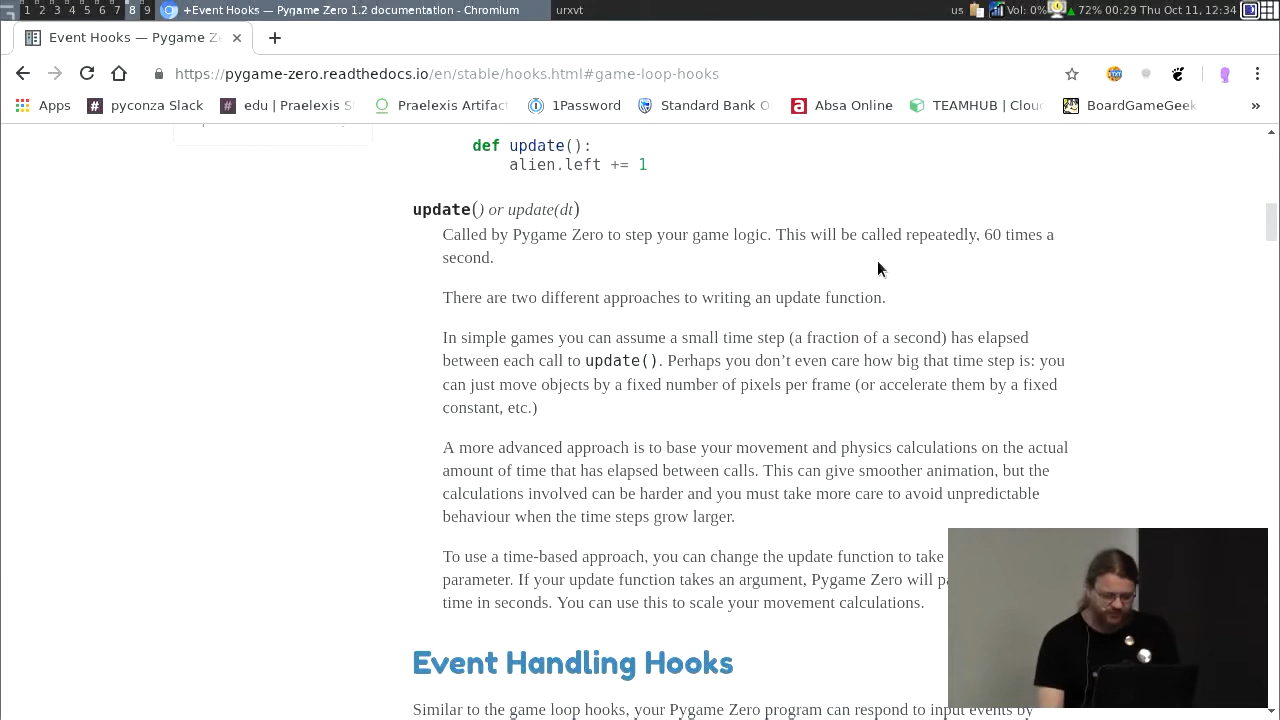 1 2 3 4 5 6 7 8 9 +Event Hooks — Pygame Zero 1.2 documentation - Chromium urxvt us Vol: 0% 72% 00:29 Thu Oct 11, 12:34
Event Hooks — Pygame Ze
https://pygame-zero.readthedocs.io/en/stable/hooks.html#game-loop-hooks
Apps pyconza Slack edu | Praelexis S Praelexis Artifact 1Password Standard Bank O Absa Online TEAMHUB | Clou BoardGameGeek »
def update():
alien.left += 1
update() or update(dt)
Called by Pygame Zero to step your game logic. This will be called repeatedly, 60 times a
second.
There are two different approaches to writing an update function.
In simple games you can assume a small time step (a fraction of a second) has elapsed
between each call to update(). Perhaps you don’t even care how big that time step is: you
can just move objects by a fixed number of pixels per frame (or accelerate them by a fixed
constant, etc.)
A more advanced approach is to base your movement and physics calculations on the actual
amount of time that has elapsed between calls. This can give smoother animation, but the
calculations involved can be harder and you must take more care to avoid unpredictable
behaviour when the time steps grow larger.
To use a time-based approach, you can change the update function to take
parameter. If your update function takes an argument, Pygame Zero will pa
time in seconds. You can use this to scale your movement calculations.
Event Handling Hooks
Similar to the game loop hooks, your Pygame Zero program can respond to input events by